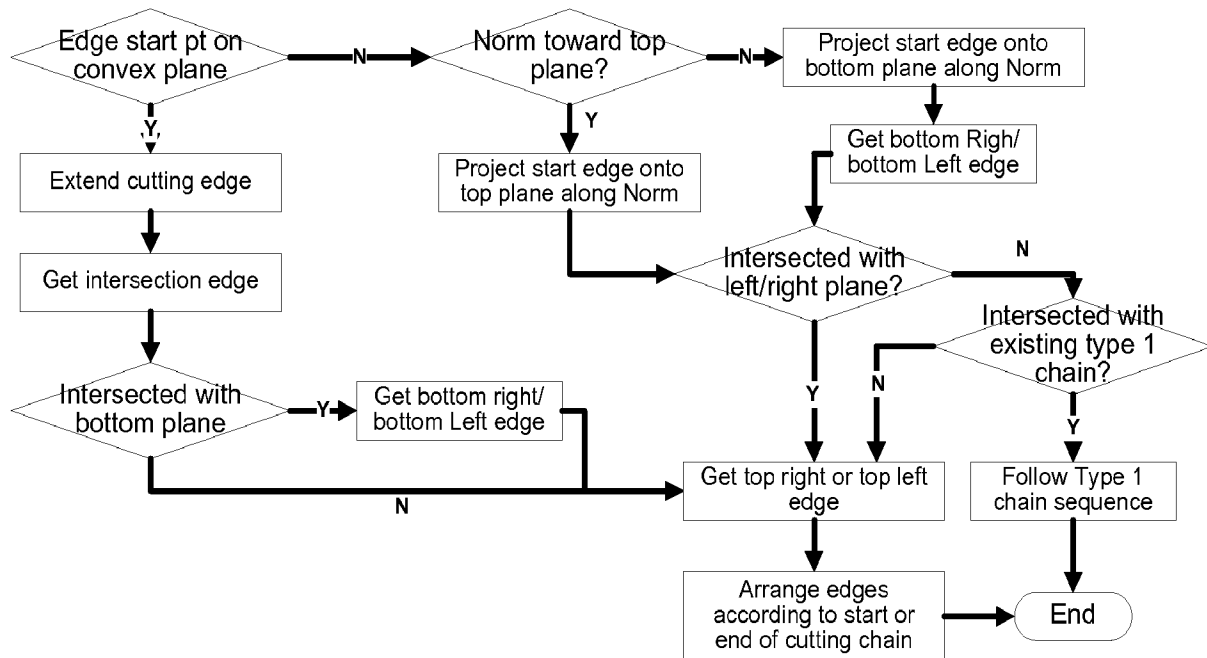 Edge start pt on
convex plane
N
Norm toward top
plane?
N
Project start edge onto
bottom plane along Norm
Y
Y
Extend cutting edge
Project start edge onto
top plane along Norm
Get bottom Righ/
bottom Left edge
Get intersection edge
Intersected with
left/right plane?
N
Intersected with
existing type 1
chain?
Intersected with
bottom plane
Y
Get bottom right/
bottom Left edge
Y
N
Y
N
Get top right or top left
edge
Follow Type 1
chain sequence
Arrange edges
according to start or
end of cutting chain
End